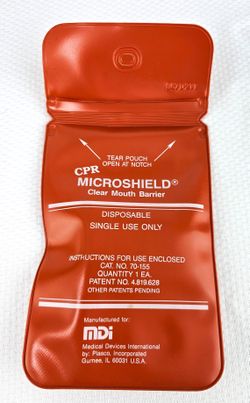 TEAR POUCH
OPEN AT NOTCH
CPR
MICROSHIELD®
Clear Mouth Barrier
DISPOSABLE
SINGLE USE ONLY
INSTRUCTIONS FOR USE ENCLOSED
CAT. NO. 70-155
QUANTITY 1 EA.
PATENT NO. 4,819,628
OTHER PATENTS PENDING
Manufactured for:
MDi
Medical Devices International
by: Plasco, Incorporated
Gurnee, IL 60031 U.S.A.